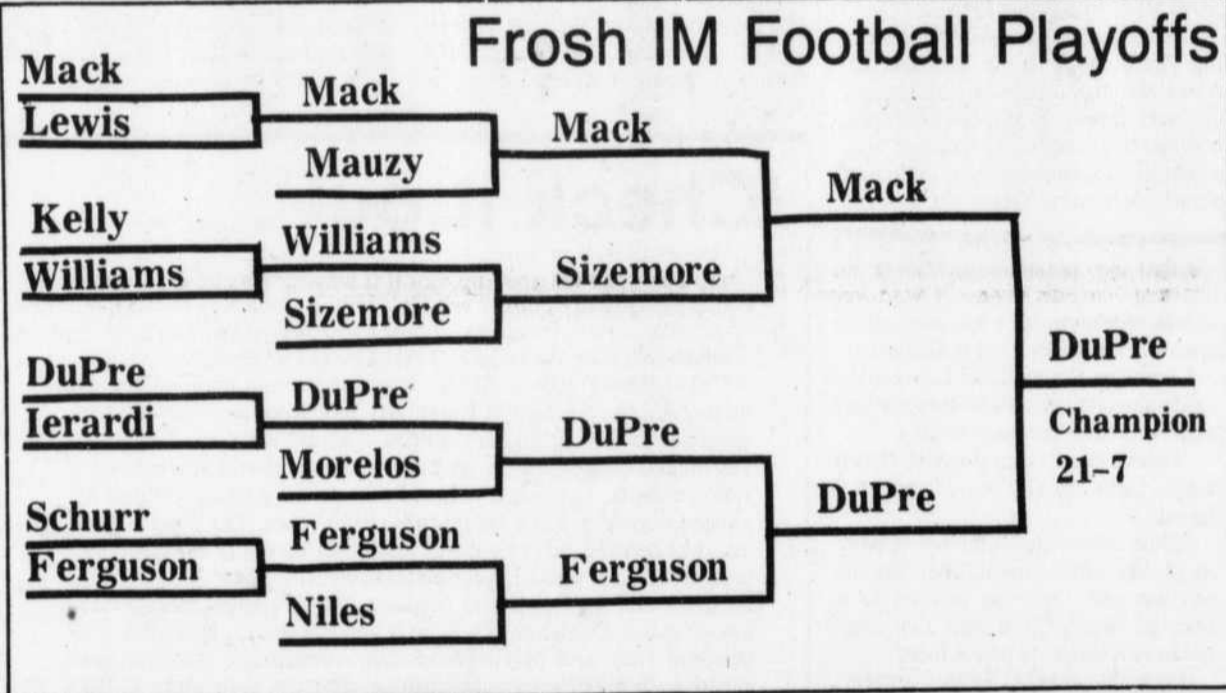 Frosh IM Football Playoffs
Mack
Lewis
Kelly
Williams
DuPre
Ierardi
Schurr
Ferguson
Mack
Mauzy
Williams
Sizemore
DuPre
Morelos
Ferguson
Niles
Mack
Sizemore
DuPre
Ferguson
Mack
DuPre
DuPre
Champion
21–7